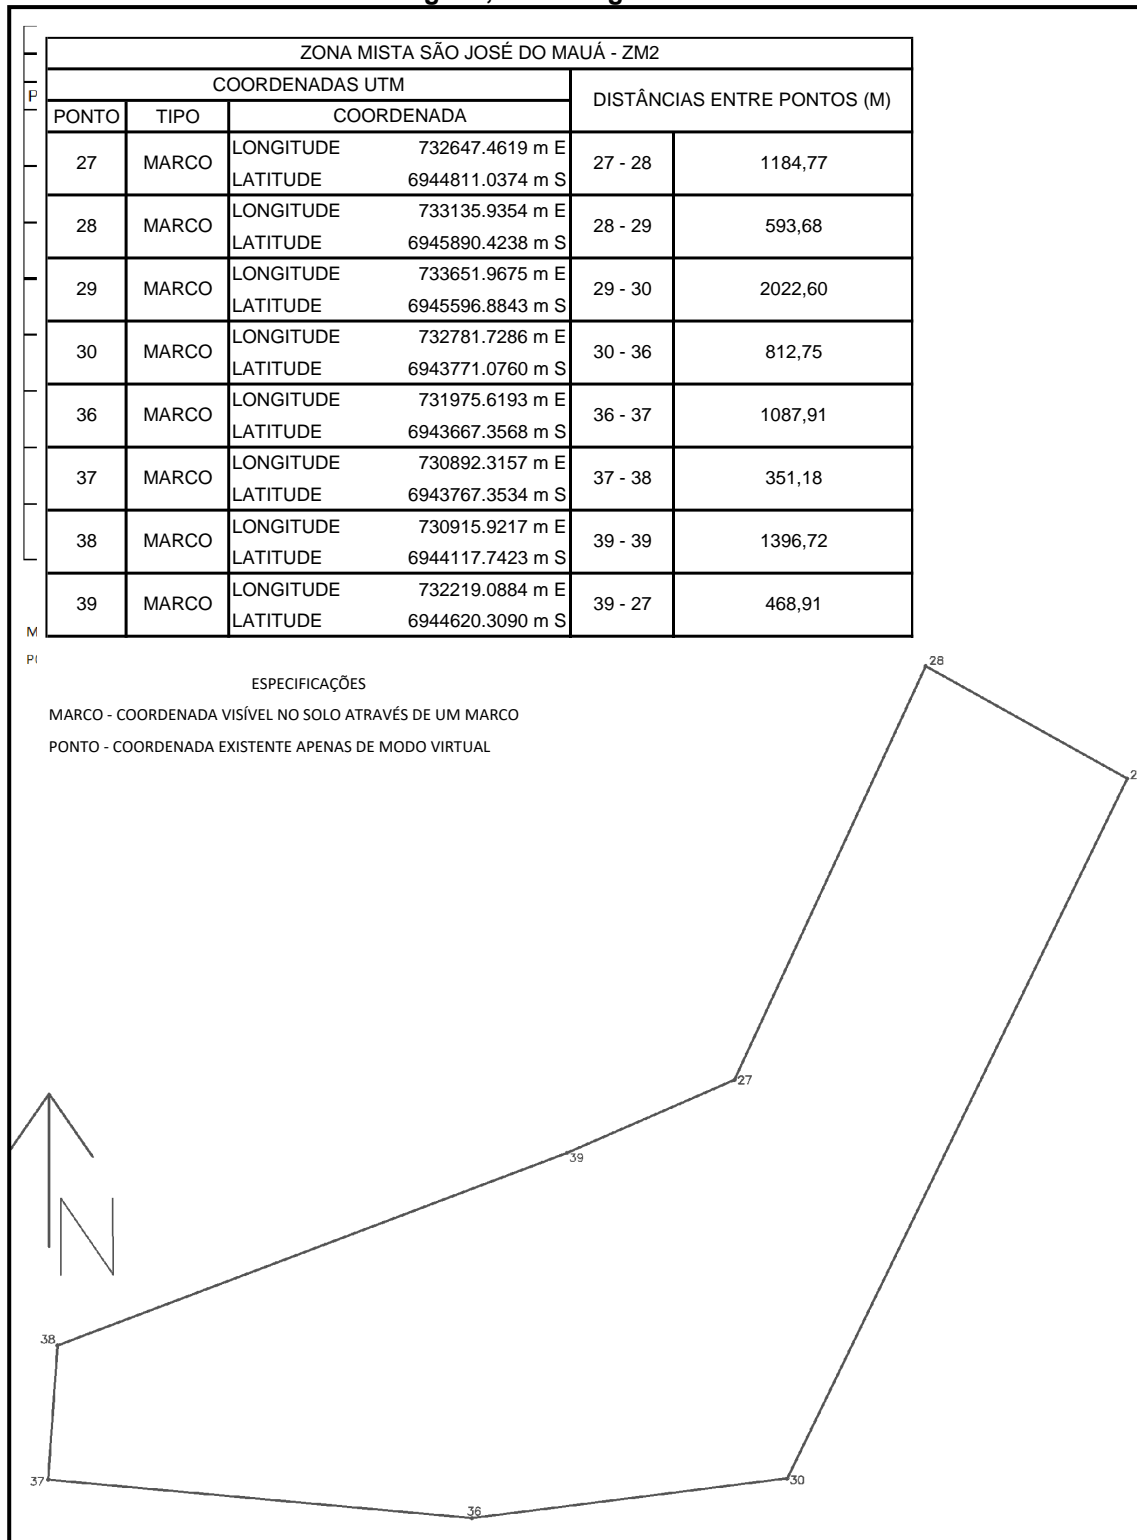 ZONA MISTA SÃO JOSÉ DO MAUÁ - ZM2
COORDENADAS UTM
DISTÂNCIAS ENTRE PONTOS (M)
PONTO TIPO COORDENADA
27 MARCO LONGITUDE 732647.4619 m E 27 - 28 1184,77
LATITUDE 6944811.0374 m S
28 MARCO LONGITUDE 733135.9354 m E 28 - 29 593,68
LATITUDE 6945890.4238 m S
29 MARCO LONGITUDE 733651.9675 m E 29 - 30 2022,60
LATITUDE 6945596.8843 m S
30 MARCO LONGITUDE 732781.7286 m E 30 - 36 812,75
LATITUDE 6943771.0760 m S
36 MARCO LONGITUDE 731975.6193 m E 36 - 37 1087,91
LATITUDE 6943667.3568 m S
37 MARCO LONGITUDE 730892.3157 m E 37 - 38 351,18
LATITUDE 6943767.3534 m S
38 MARCO LONGITUDE 730915.9217 m E 39 - 39 1396,72
LATITUDE 6944117.7423 m S
39 MARCO LONGITUDE 732219.0884 m E 39 - 27 468,91
LATITUDE 6944620.3090 m S
ESPECIFICAÇÕES
MARCO - COORDENADA VISÍVEL NO SOLO ATRAVÉS DE UM MARCO
PONTO - COORDENADA EXISTENTE APENAS DE MODO VIRTUAL
28
27
39
N
38
37
36
30